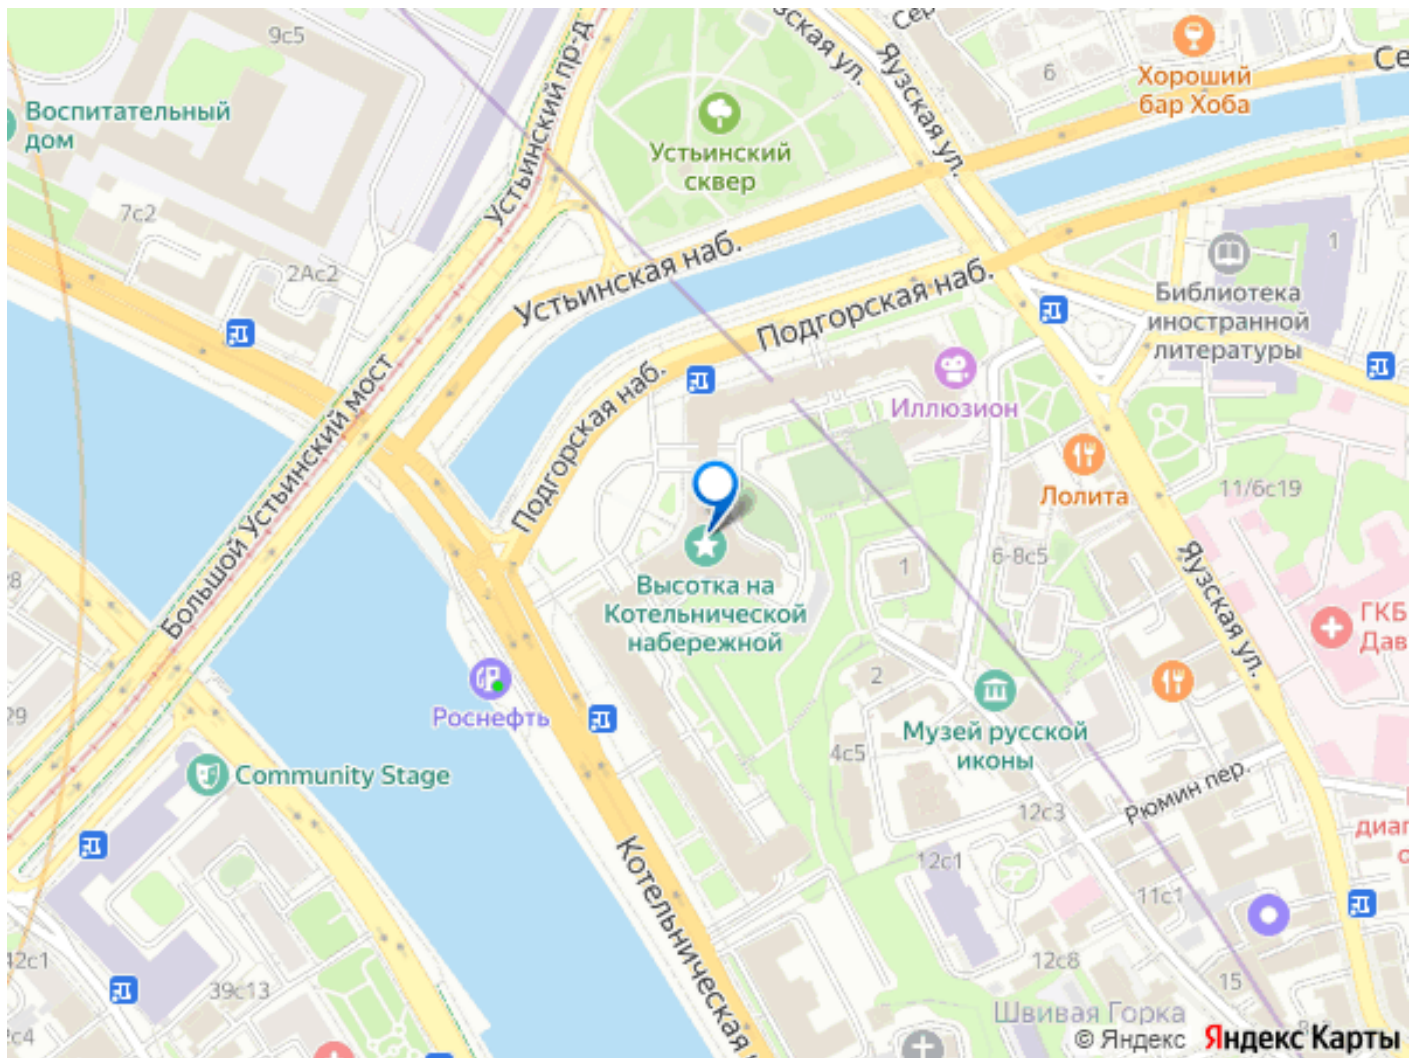 9с5
Устьинский пр-д
Воспитательный
дом
7с2
2Ас2
Устьинский
сквер
Яузская ул.
6
Хороший
бар Хоба
Устьинская наб.
Подгорская наб.
1
Библиотека
иностранной
литературы
Иллюзион
Подгорская наб.
Большой Устьинский мост
Лолита
11/6с19
6-8с5
1
Яузская ул.
Высотка на
Котельнической
набережной
ГКБ
2
Роснефть
Музей русской
иконы
4с5
Community Stage
Рюмин пер.
12с3
12с1
11с1
Котельническая
39с13
12с8
15
Швивая Горка
© Яндекс Яндекс Карты